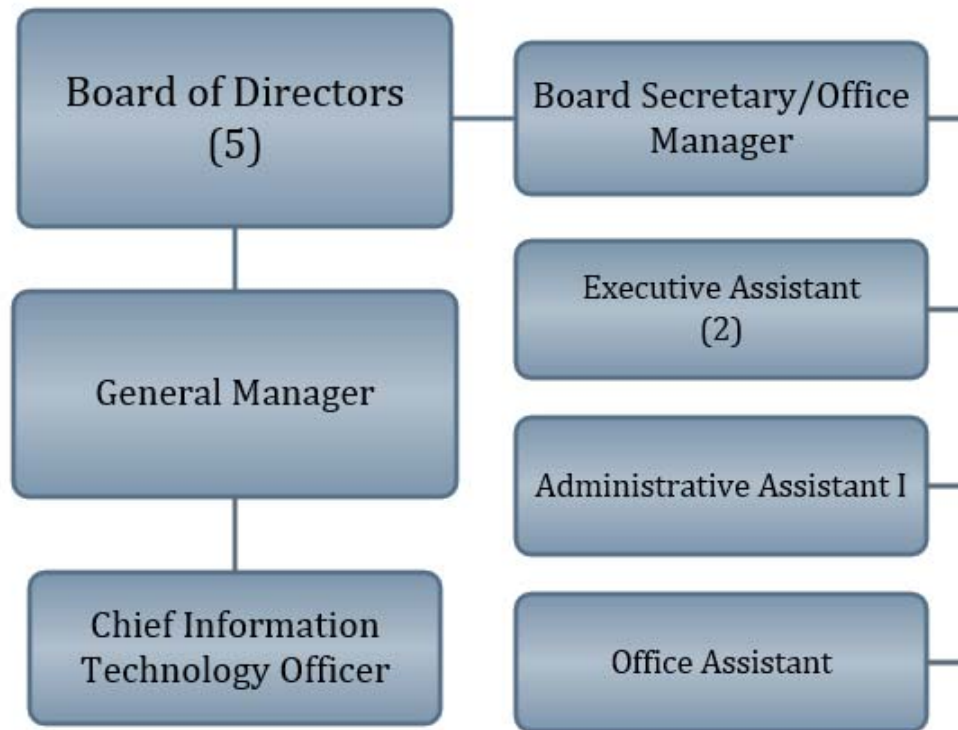 Board of Directors
(5)
Board Secretary/Office
Manager
Executive Assistant
(2)
General Manager
Administrative Assistant I
Chief Information
Technology Officer
Office Assistant